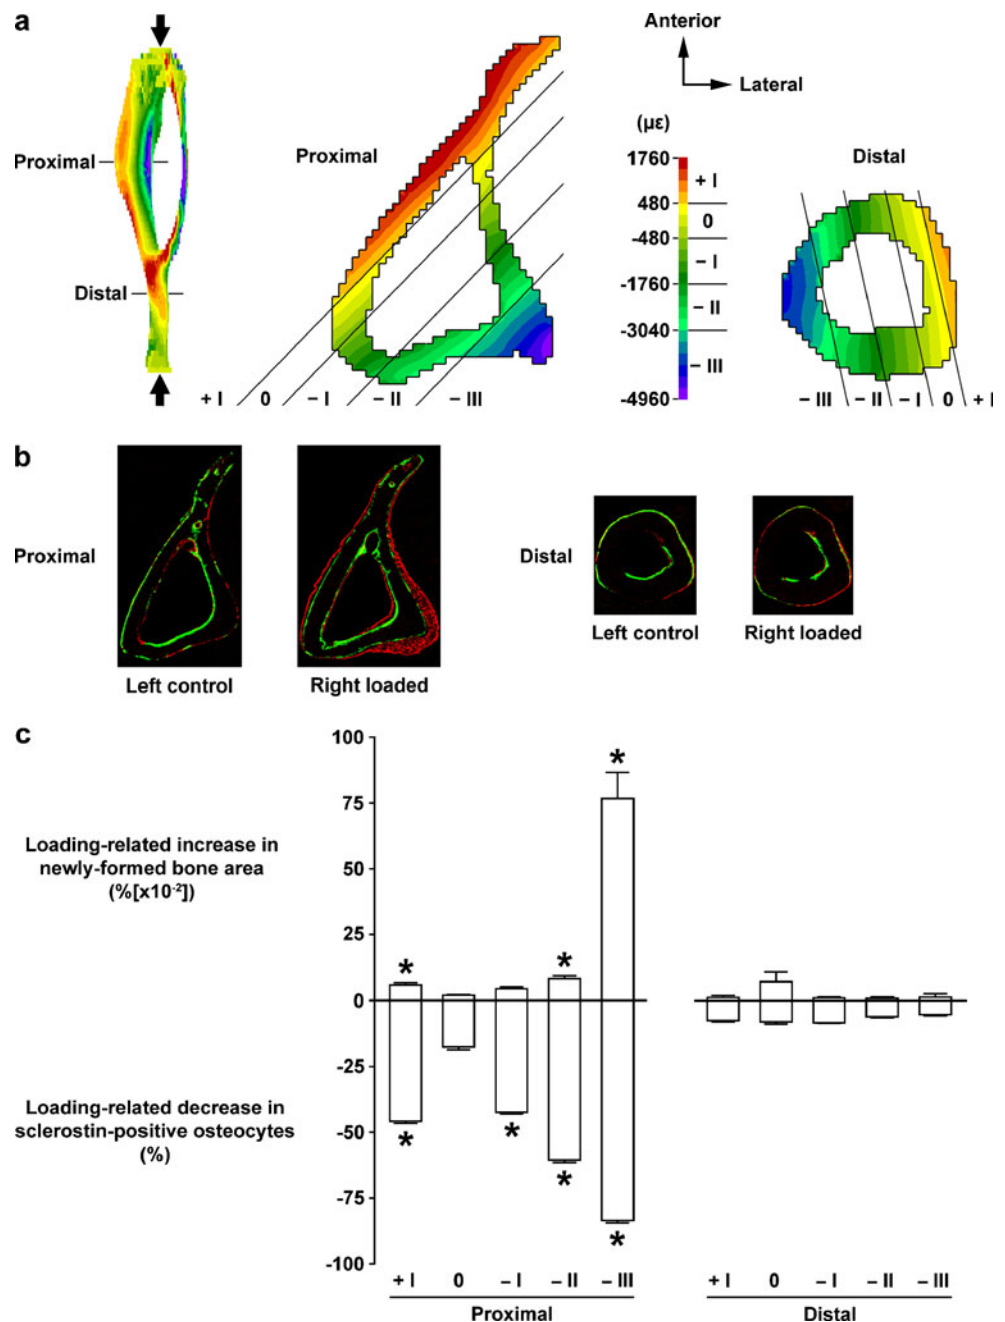 a
Anterior
Lateral
Proximal
Distal
Proximal
(με)
1760
480
-480
-1760
-3040
-4960
+ I
0
– I
– II
– III
Distal
+ I
0
– I
– II
– III
– III
– II
– I
0
+ I
b
Proximal
Left control
Right loaded
Distal
Left control
Right loaded
c
Loading-related increase in
newly-formed bone area
(%[x10⁻²])
Loading-related decrease in
sclerostin-positive osteocytes
(%)
100
75
50
25
0
-25
-50
-75
-100
*
*
*
*
*
*
*
+ I
0
– I
– II
– III
Proximal
+ I
0
– I
– II
– III
Distal